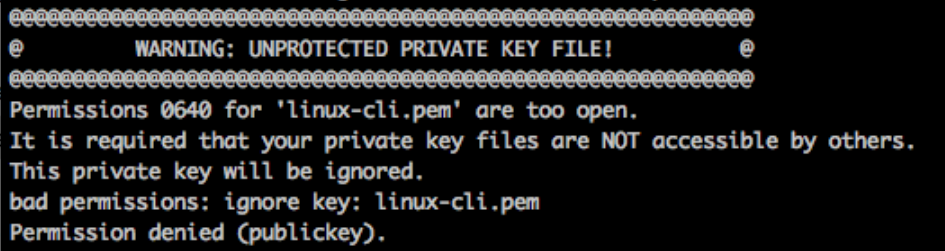 @@@@@@@@@@@@@@@@@@@@@@@@@@@@@@@@@@@@@@@@@@@@@@@@@@@@@@@@@@@
@         WARNING: UNPROTECTED PRIVATE KEY FILE!          @
@@@@@@@@@@@@@@@@@@@@@@@@@@@@@@@@@@@@@@@@@@@@@@@@@@@@@@@@@@@
Permissions 0640 for 'linux-cli.pem' are too open.
It is required that your private key files are NOT accessible by others.
This private key will be ignored.
bad permissions: ignore key: linux-cli.pem
Permission denied (publickey).